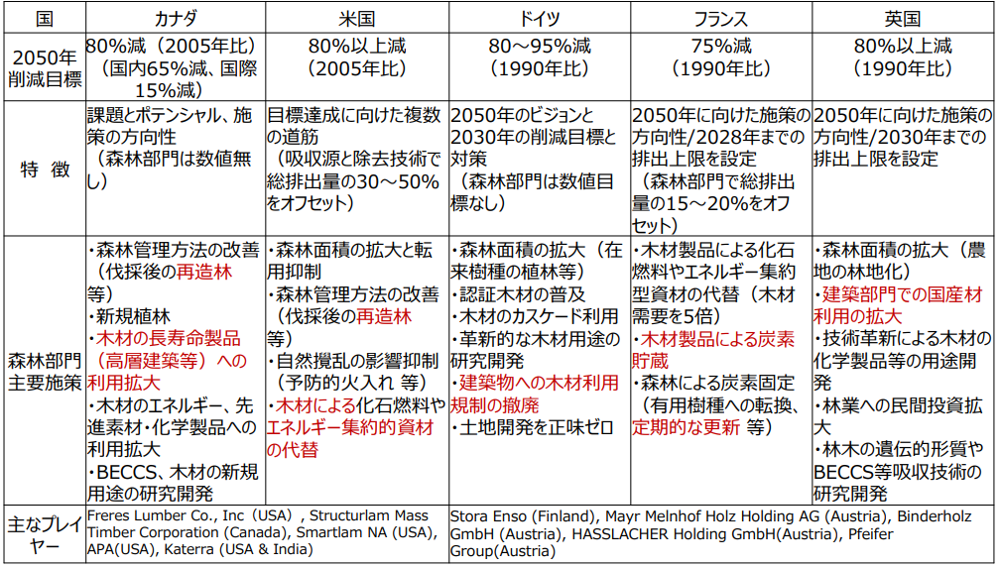 国
カナダ
米国
ドイツ
フランス
英国
2050年
削減目標
80%減（2005年比）
（国内65%減、国際
15%減）
80%以上減
（2005年比）
80～95%減
（1990年比）
75%減
（1990年比）
80%以上減
（1990年比）
特 徴
課題とポテンシャル、施
策の方向性
（森林部門は数値無
し）
目標達成に向けた複数
の道筋
（吸収源と除去技術で
総排出量の30～50%
をオフセット）
2050年のビジョンと
2030年の削減目標と
対策
（森林部門は数値目
標なし）
2050年に向けた施策の
方向性/2028年までの
排出上限を設定
（森林部門で総排出
量の15～20%をオフ
セット）
2050年に向けた施策の
方向性/2030年までの
排出上限を設定
森林部門
主要施策
・森林管理方法の改善
（伐採後の再造林
等）
・新規植林
・木材の長寿命製品
（高層建築等）への
利用拡大
・木材のエネルギー、先
進素材・化学製品への
利用拡大
・BECCS、木材の新規
用途の研究開発
・森林面積の拡大と転
用抑制
・森林管理方法の改善
（伐採後の再造林
等）
・自然攪乱の影響抑制
（予防的火入れ 等）
・木材による化石燃料や
エネルギー集約的資材
の代替
・森林面積の拡大（在
来樹種の植林等）
・認証木材の普及
・木材のカスケード利用
・革新的な木材用途の
研究開発
・建築物への木材利用
規制の撤廃
・土地開発を正味ゼロ
・木材製品による化石
燃料やエネルギー集約
型資材の代替（木材
需要を5倍）
・木材製品による炭素
貯蔵
・森林による炭素固定
（有用樹種への転換、
定期的な更新 等）
・森林面積の拡大（農
地の林地化）
・建築部門での国産材
利用の拡大
・技術革新による木材の
化学製品等の用途開
発
・林業への民間投資拡
大
・林木の遺伝的形質や
BECCS等吸収技術の
の研究開発
主なプレイ
ヤー
Freres Lumber Co., Inc（USA）, Structurlam Mass
Timber Corporation (Canada), Smartlam NA (USA),
APA(USA), Katerra (USA & India)
Stora Enso (Finland), Mayr Melnhof Holz Holding AG (Austria), Binderholz
GmbH (Austria), HASSLACHER Holding GmbH(Austria), Pfeifer
Group(Austria)